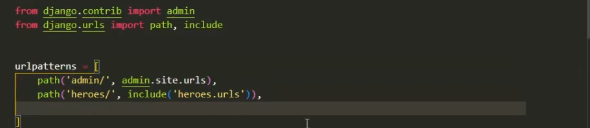 from django.contrib import admin
from django.urls import path, include
urlpatterns = [
    path('admin/', admin.site.urls),
    path('heroes/', include('heroes.urls')),
]